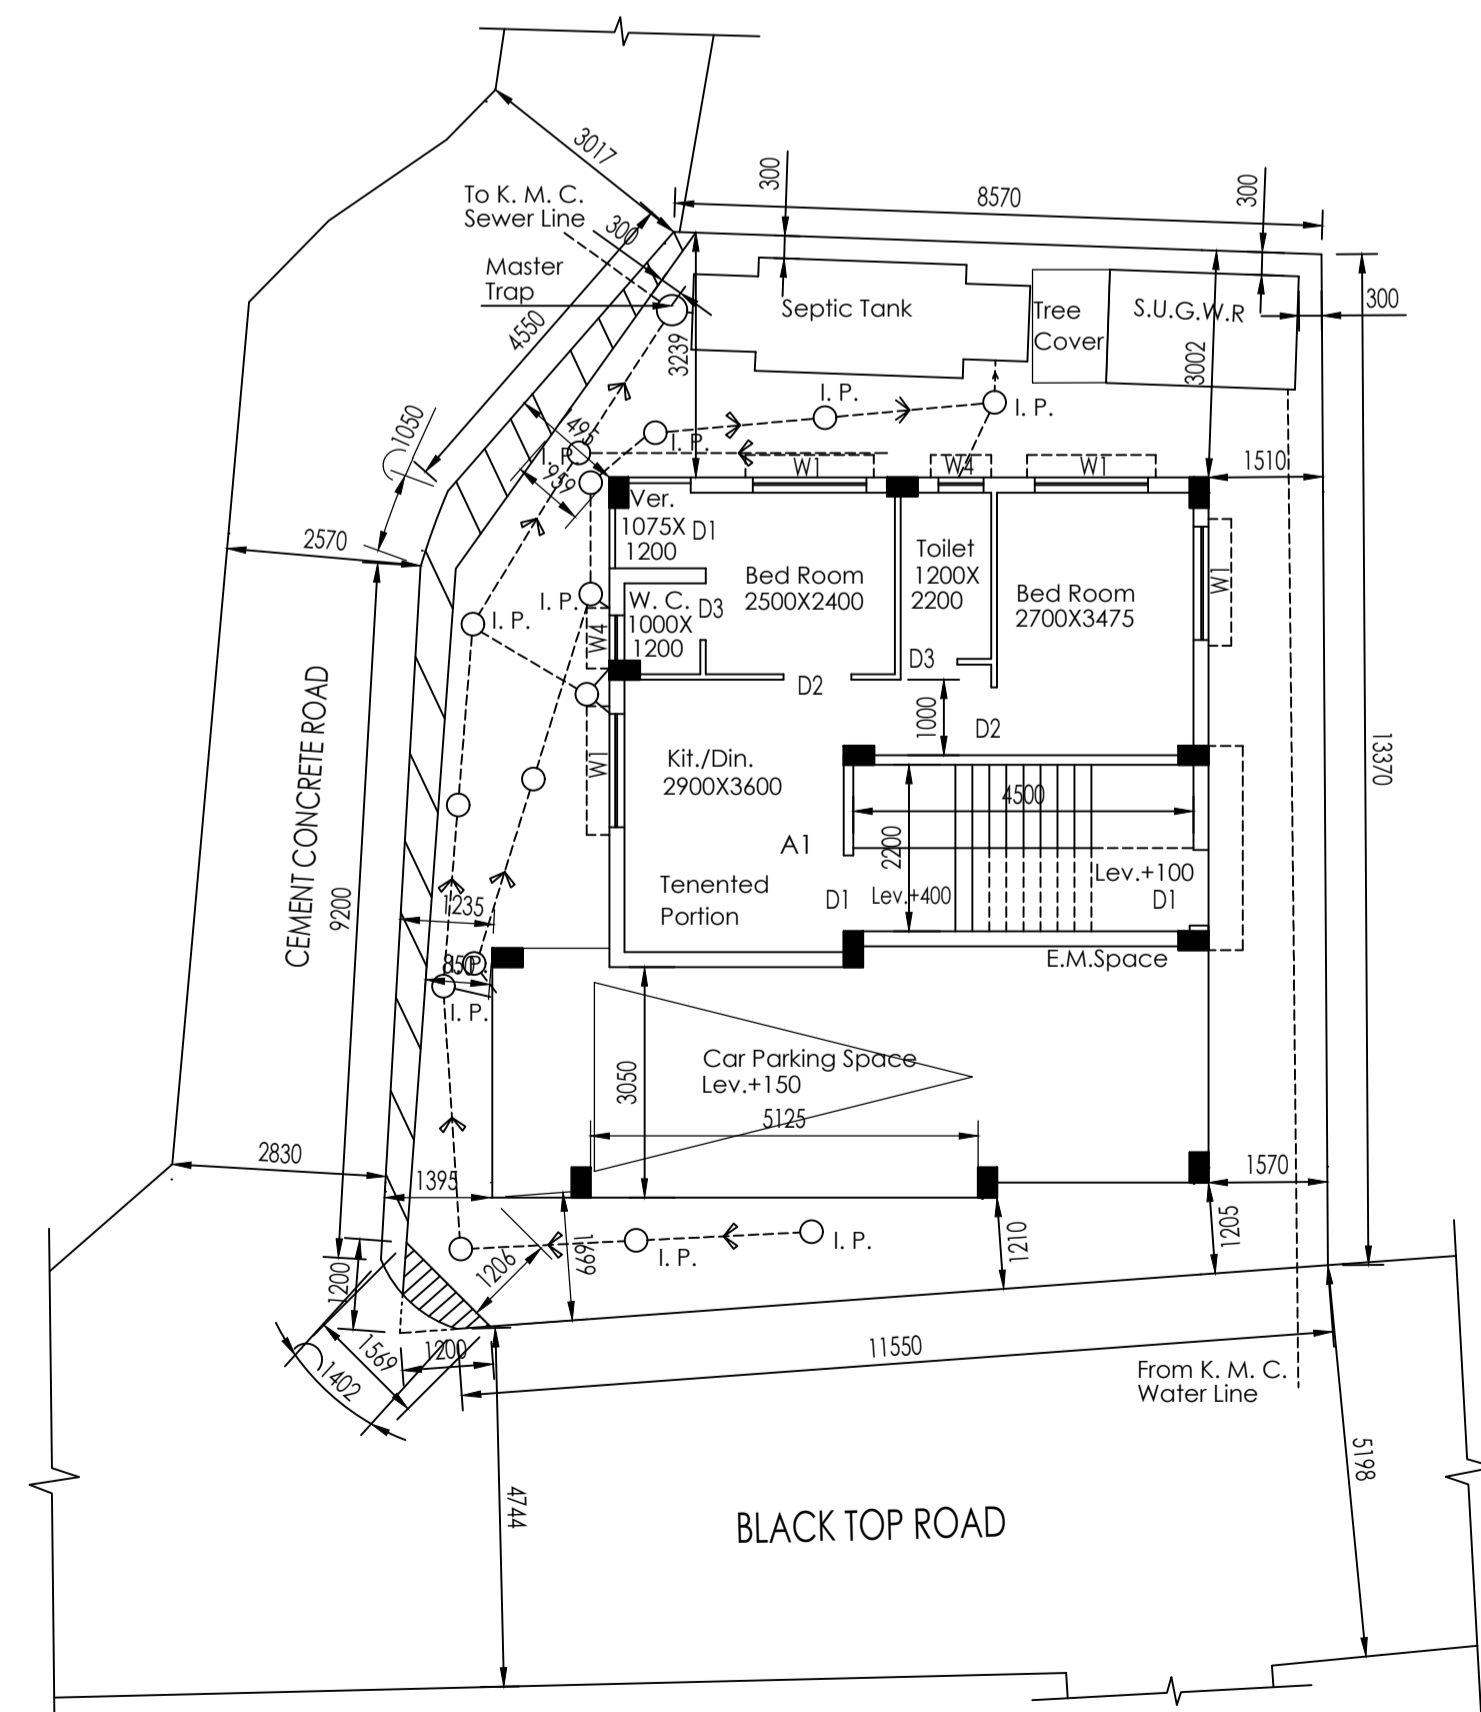 3017
300
8570
300
To K. M. C.
Sewer Line
300
Master
Trap
4550
Septic Tank
Tree
Cover
S.U.G.W.R
300
3239
3002
1050
495
I. P.
I. P.
I. P.
I. P.
959
W1
W4
W1
1510
2570
Ver.
1075X
1200
D1
Bed Room
2500X2400
Toilet
1200X
2200
Bed Room
2700X3475
W1
I. P.
I. P.
W. C.
1000X
1200
D3
W4
D3
D2
1000
D2
CEMENT CONCRETE ROAD
9200
W1
Kit./Din.
2900X3600
4500
13370
A1
2200
Tenented
Portion
D1
Lev.+400
Lev.+100
D1
1235
850
I.P.
I. P.
E.M.Space
Car Parking Space
Lev.+150
3050
5125
2830
1395
1570
1669
1210
1205
I. P.
I. P.
1206
1200
1569
1402
1200
11550
From K. M. C.
Water Line
4744
5198
BLACK TOP ROAD